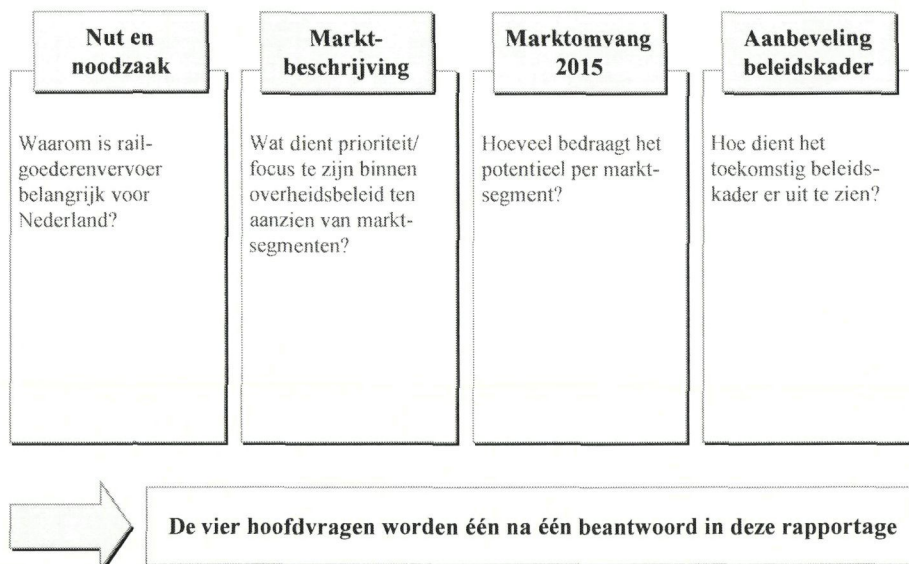 Nut en
noodzaak
Waarom is rail-
goederenvervoer
belangrijk voor
Nederland?
Markt-
beschrijving
Wat dient prioriteit/
focus te zijn binnen
overheidsbeleid ten
aanzien van markt-
segmenten?
Marktomvang
2015
Hoeveel bedraagt het
potentieel per markt-
segment?
Aanbeveling
beleidskader
Hoe dient het
toekomstig beleids-
kader er uit te zien?
De vier hoofdvragen worden één na één beantwoord in deze rapportage